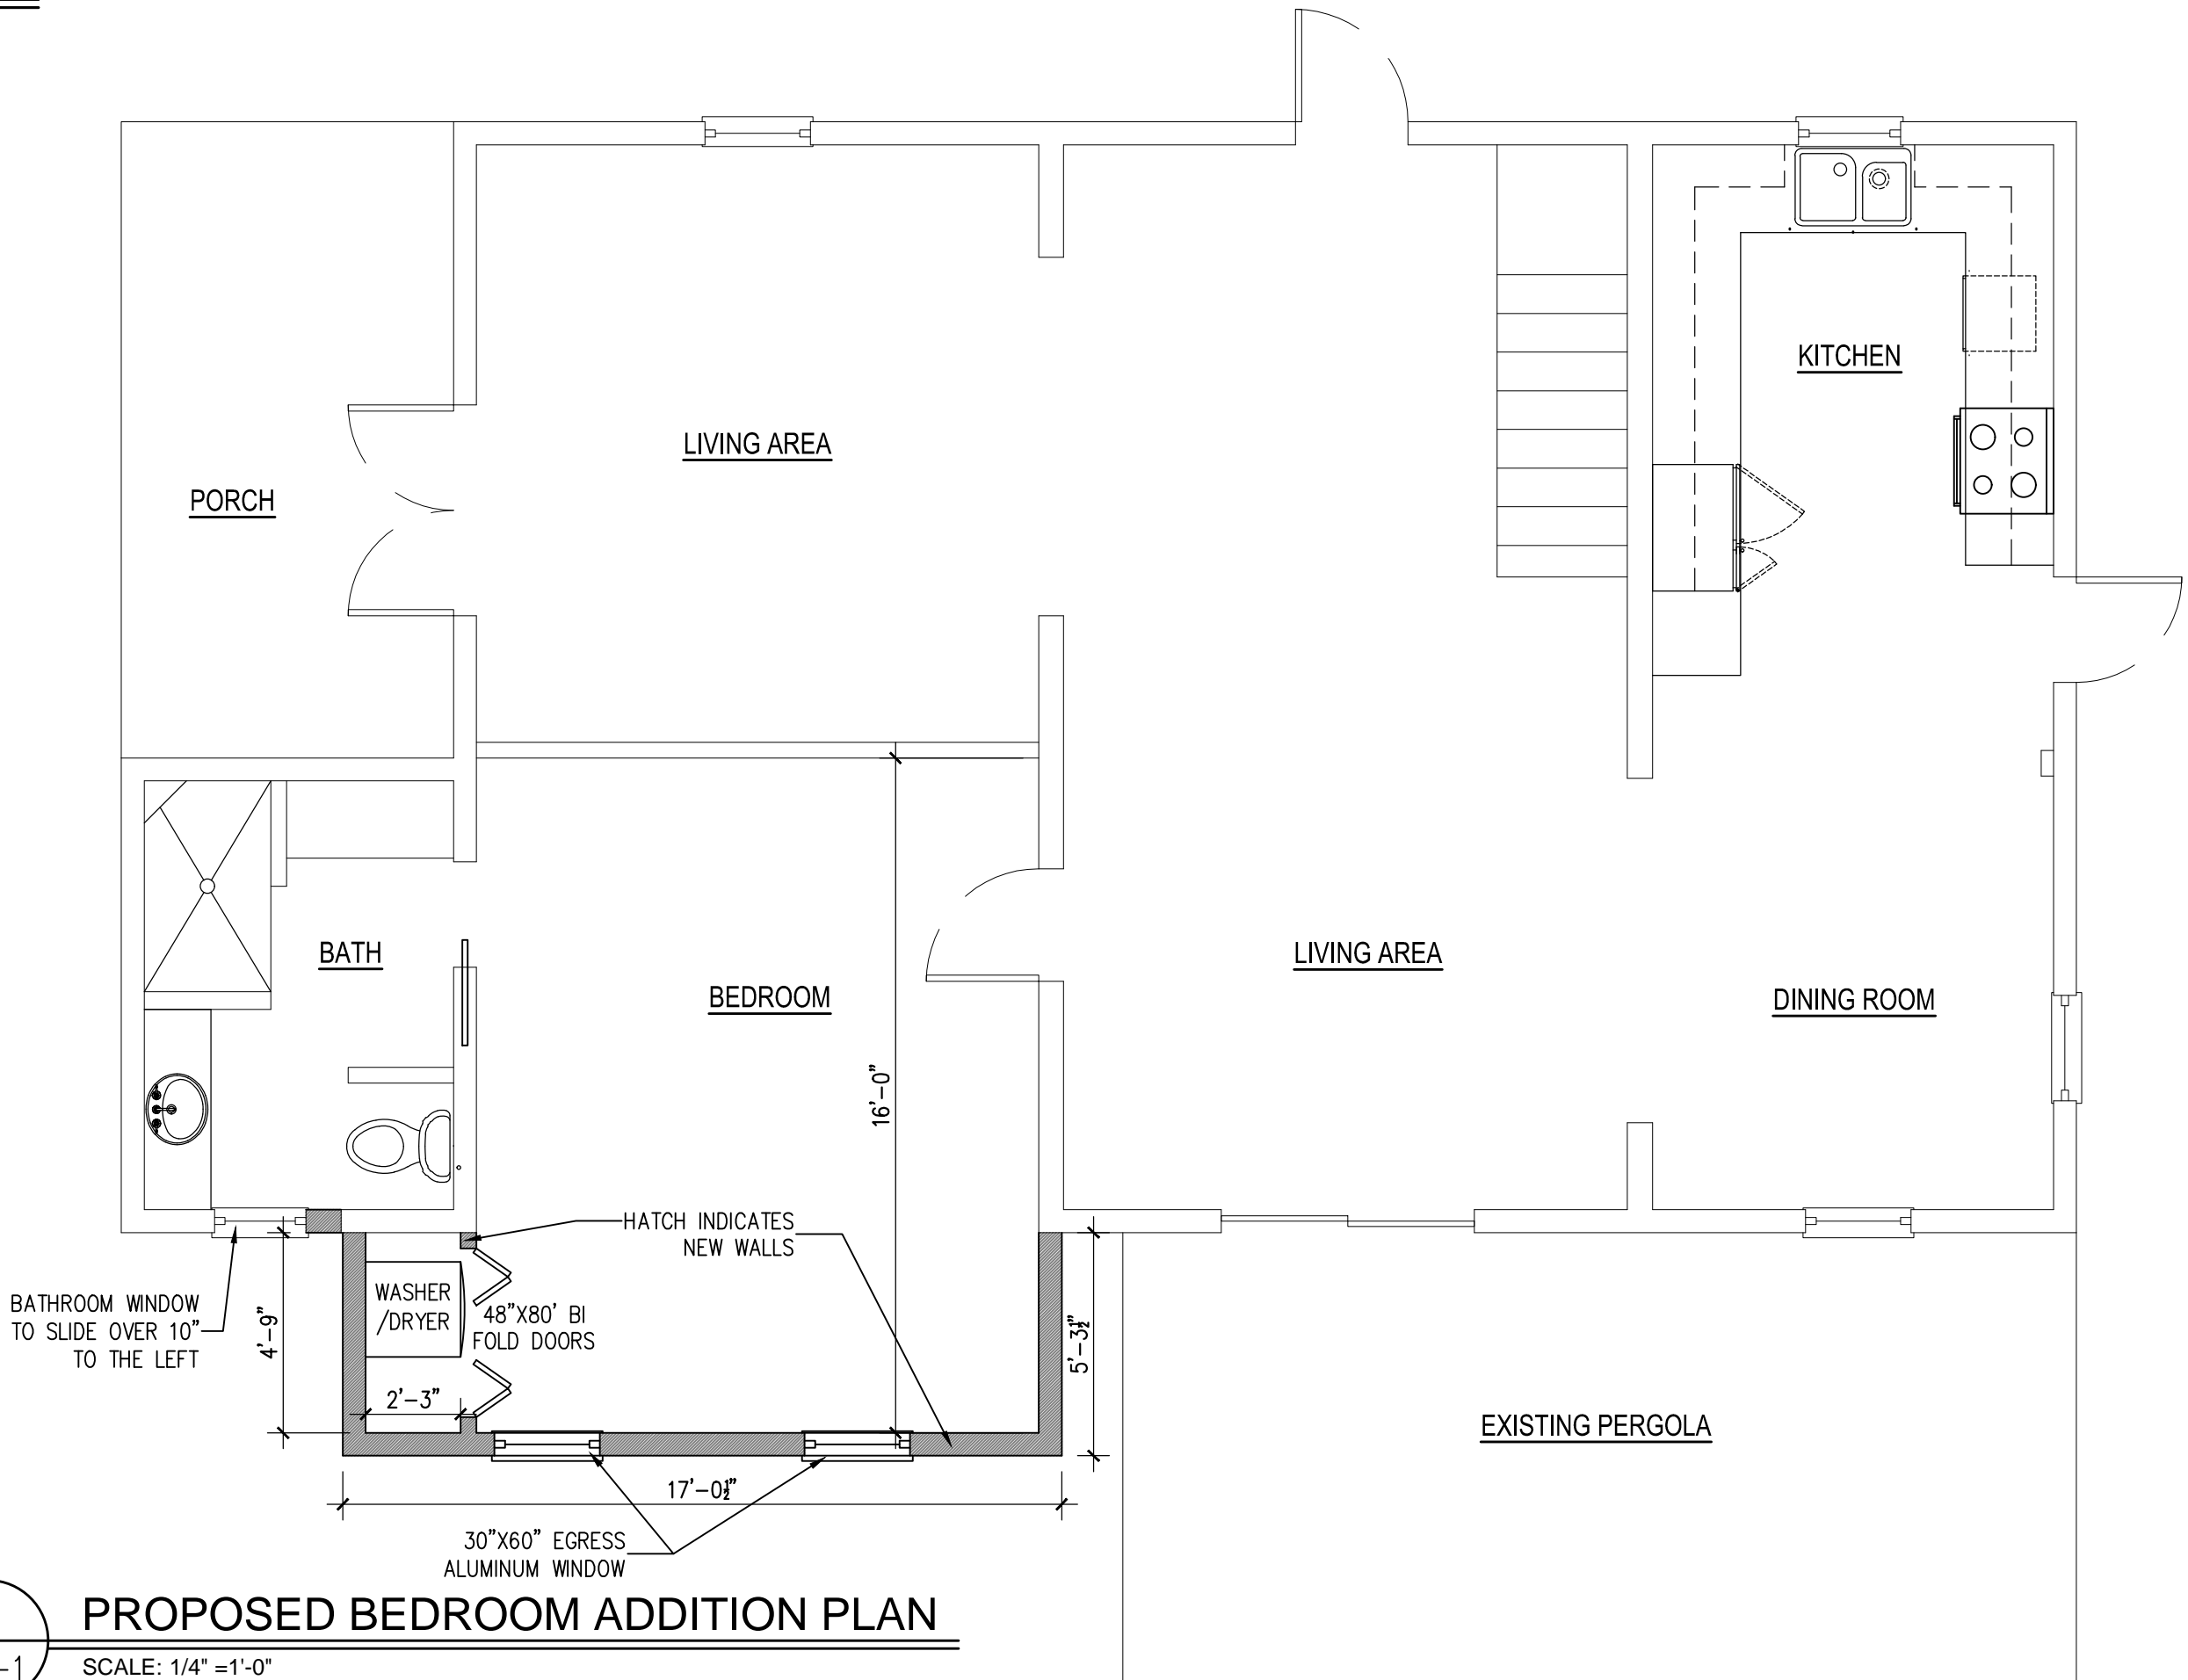 KITCHEN
LIVING AREA
PORCH
BATH
BEDROOM
LIVING AREA
DINING ROOM
16'-0"
HATCH INDICATES
NEW WALLS
BATHROOM WINDOW
TO SLIDE OVER 10"
TO THE LEFT
4'-9"
WASHER
/DRYER
48"X80' BI
FOLD DOORS
2'-3"
5'-3½"
EXISTING PERGOLA
17'-0½"
30"X60" EGRESS
ALUMINUM WINDOW
PROPOSED BEDROOM ADDITION PLAN
-1
SCALE: 1/4" =1'-0"